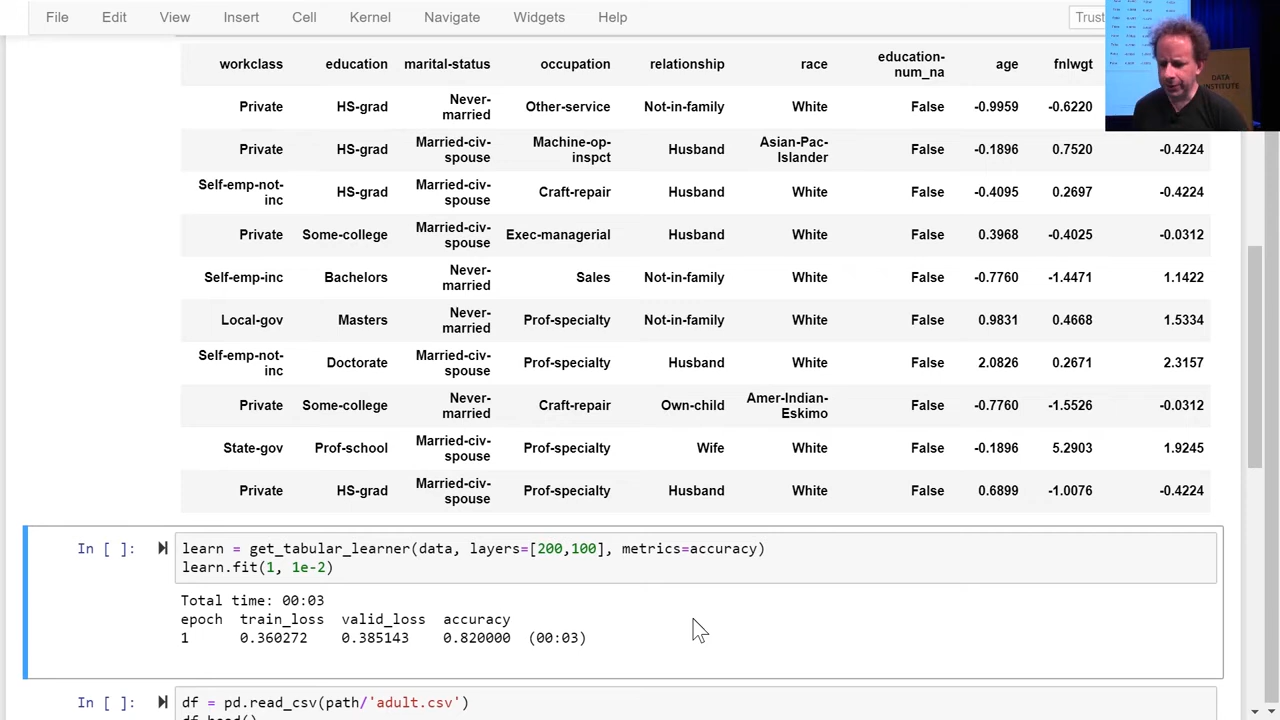 File Edit View Insert Cell Kernel Navigate Widgets Help Trust
DATA
INSTITUTE
workclass education marital-status occupation relationship race education-num_na age fnlwgt
Private HS-grad Never-married Other-service Not-in-family White False -0.9959 -0.6220
Private HS-grad Married-civ-spouse Machine-op-inspct Husband Asian-Pac-Islander False -0.1896 0.7520 -0.4224
Self-emp-not-inc HS-grad Married-civ-spouse Craft-repair Husband White False -0.4095 0.2697 -0.4224
Private Some-college Married-civ-spouse Exec-managerial Husband White False 0.3968 -0.4025 -0.0312
Self-emp-inc Bachelors Never-married Sales Not-in-family White False -0.7760 -1.4471 1.1422
Local-gov Masters Never-married Prof-specialty Not-in-family White False 0.9831 0.4668 1.5334
Self-emp-not-inc Doctorate Married-civ-spouse Prof-specialty Husband White False 2.0826 0.2671 2.3157
Private Some-college Never-married Craft-repair Own-child Amer-Indian-Eskimo False -0.7760 -1.5526 -0.0312
State-gov Prof-school Married-civ-spouse Prof-specialty Wife White False -0.1896 5.2903 1.9245
Private HS-grad Married-civ-spouse Prof-specialty Husband White False 0.6899 -1.0076 -0.4224
In [ ]: learn = get_tabular_learner(data, layers=[200,100], metrics=accuracy)
learn.fit(1, 1e-2)
Total time: 00:03
epoch train_loss valid_loss accuracy
1 0.360272 0.385143 0.820000 (00:03)
In [ ]: df = pd.read_csv(path/'adult.csv')
df.head()